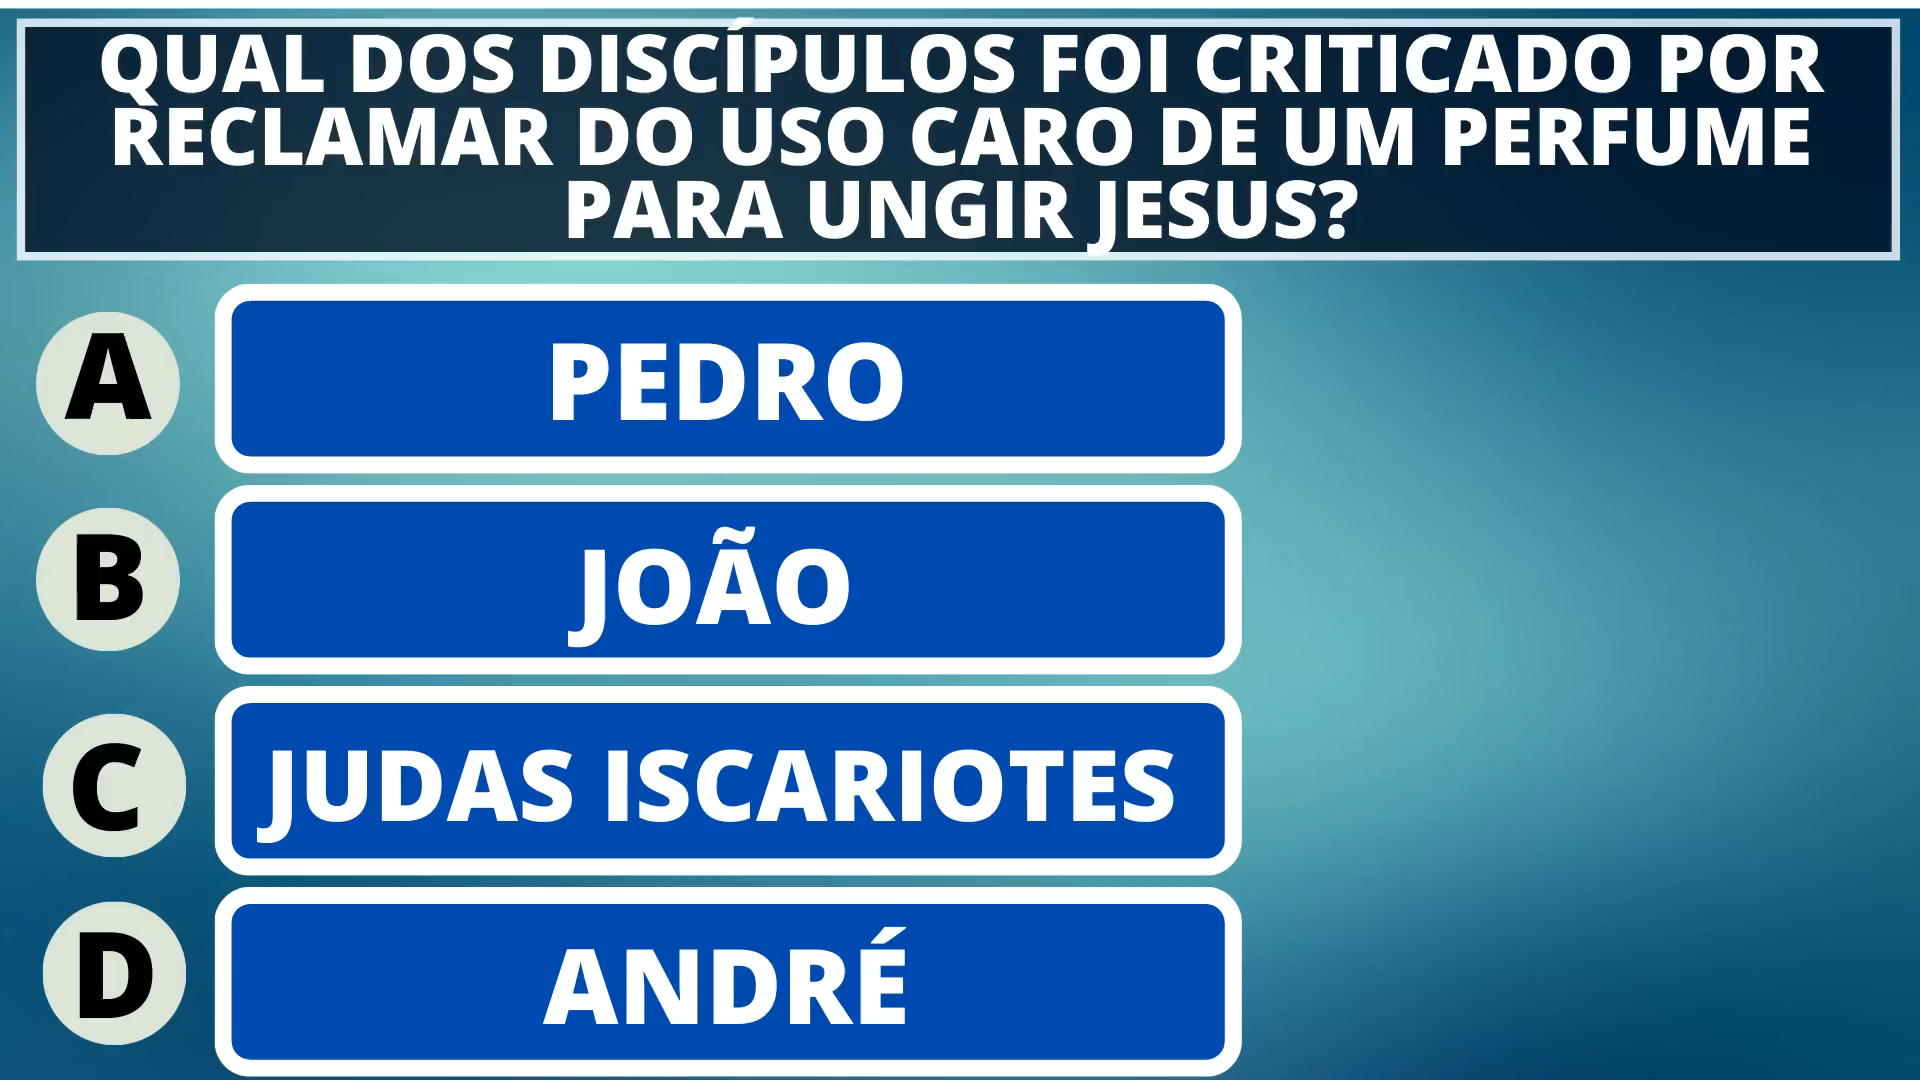 QUAL DOS DISCÍPULOS FOI CRITICADO POR
RECLAMAR DO USO CARO DE UM PERFUME
PARA UNGIR JESUS?
A PEDRO
B JOÃO
C JUDAS ISCARIOTES
D ANDRÉ